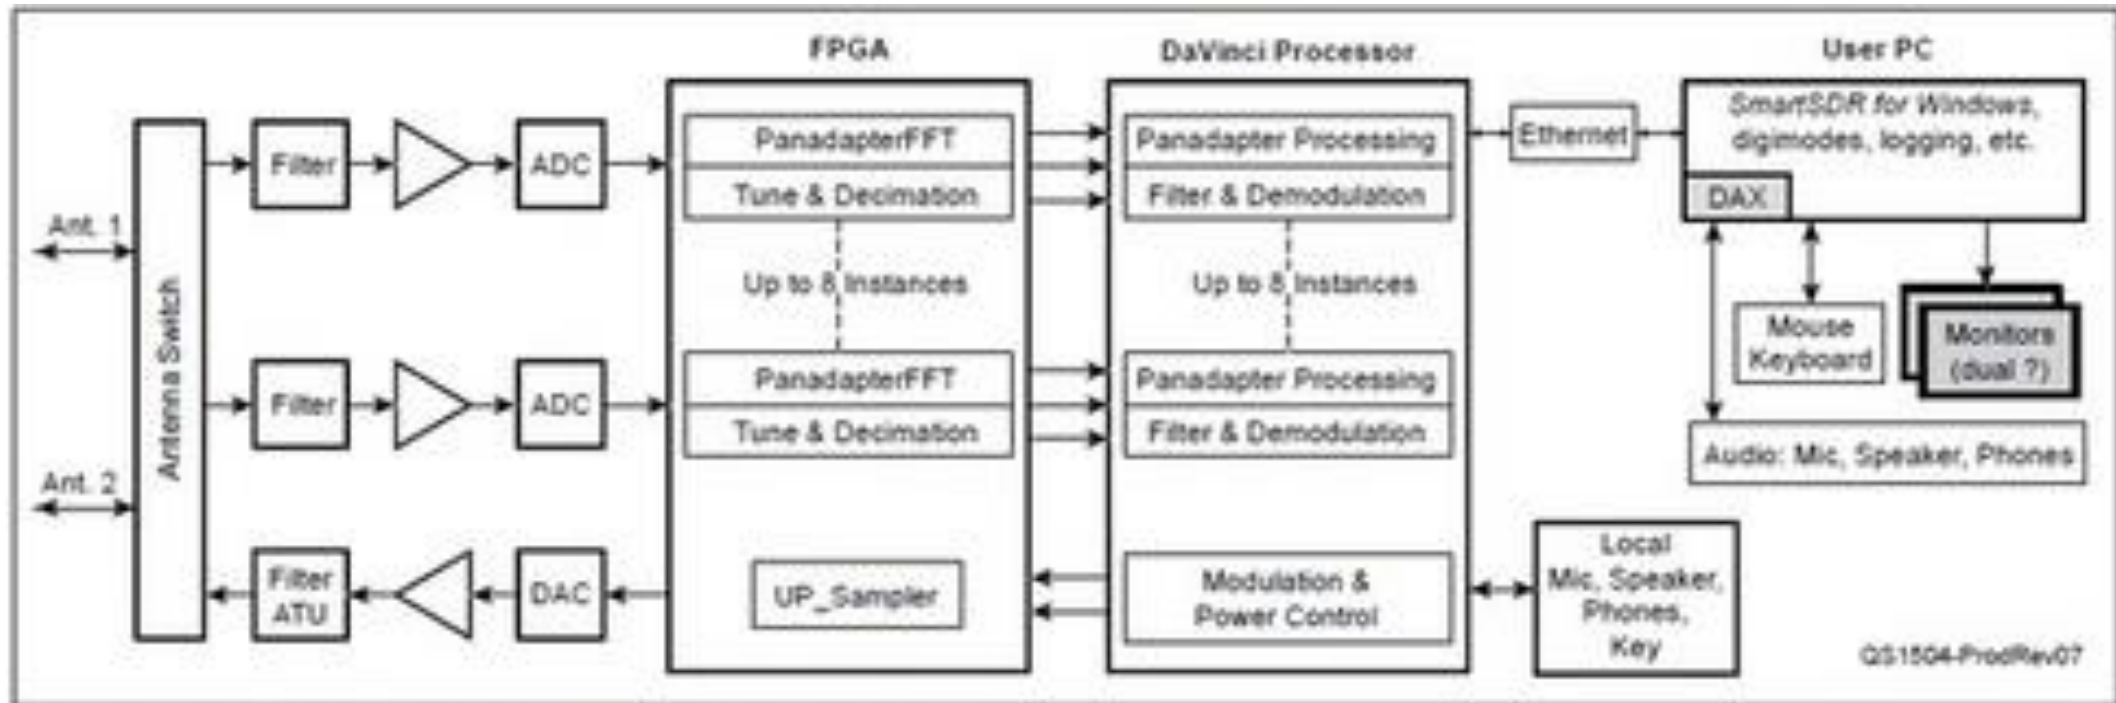 FPGA
DaVinci Processor
User PC
Ant. 1
Ant. 2
Antenna Switch
Filter
ADC
Filter
ADC
Filter
ATU
DAC
PanadapterFFT
Tune & Decimation
Up to 8 Instances
PanadapterFFT
Tune & Decimation
UP_Sampler
Panadapter Processing
Filter & Demodulation
Up to 8 Instances
Panadapter Processing
Filter & Demodulation
Modulation &
Power Control
Ethernet
SmartSDR for Windows,
digimodes, logging, etc.
DAX
Mouse
Keyboard
Monitors
(dual ?)
Audio: Mic, Speaker, Phones
Local
Mic, Speaker,
Phones,
Key
QS1504-ProdRev07